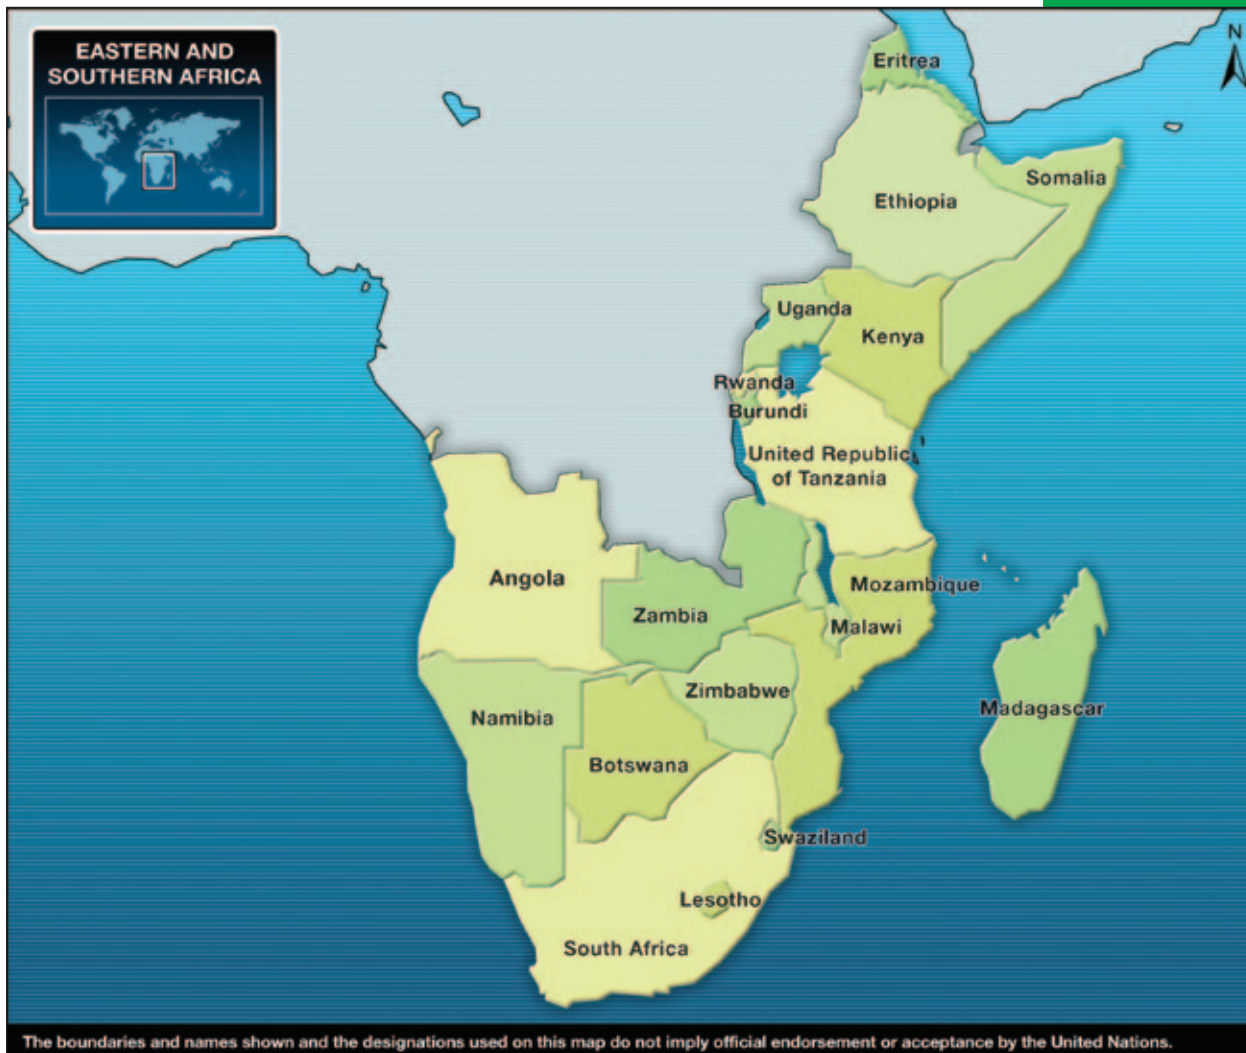 EASTERN AND
SOUTHERN AFRICA
N
Eritrea
Somalia
Ethiopia
Uganda
Kenya
Rwanda
Burundi
United Republic
of Tanzania
Angola
Mozambique
Zambia
Malawi
Zimbabwe
Namibia
Madagascar
Botswana
Swaziland
Lesotho
South Africa
The boundaries and names shown and the designations used on this map do not imply official endorsement or acceptance by the United Nations.